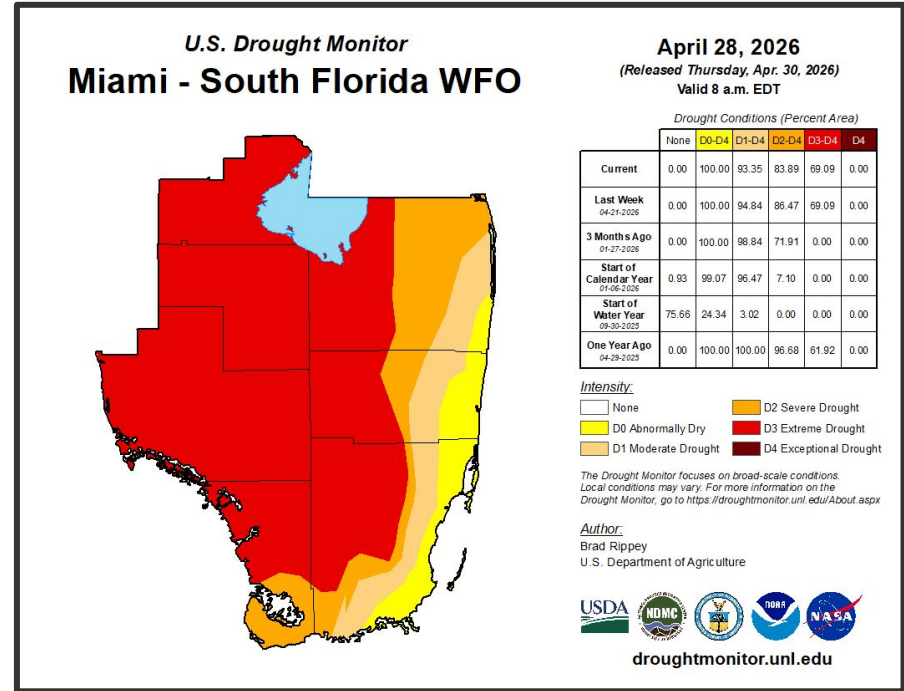 U.S. Drought Monitor
Miami - South Florida WFO
April 28, 2026
(Released Thursday, Apr. 30, 2026)
Valid 8 a.m. EDT
Drought Conditions (Percent Area)
None D0-D4 D1-D4 D2-D4 D3-D4 D4
Current 0.00 100.00 93.35 83.89 69.09 0.00
Last Week 04-21-2026 0.00 100.00 94.84 86.47 69.09 0.00
3 Months Ago 01-27-2026 0.00 100.00 98.84 71.91 0.00 0.00
Start of Calendar Year 01-06-2026 0.93 99.07 96.47 7.10 0.00 0.00
Start of Water Year 09-30-2025 75.66 24.34 3.02 0.00 0.00 0.00
One Year Ago 04-29-2025 0.00 100.00 100.00 96.68 61.92 0.00
Intensity:
None D2 Severe Drought
D0 Abnormally Dry D3 Extreme Drought
D1 Moderate Drought D4 Exceptional Drought
The Drought Monitor focuses on broad-scale conditions.
Local conditions may vary. For more information on the
Drought Monitor, go to https://droughtmonitor.unl.edu/About.aspx
Author:
Brad Rippey
U.S. Department of Agriculture
USDA NDMC NOAA NASA
droughtmonitor.unl.edu